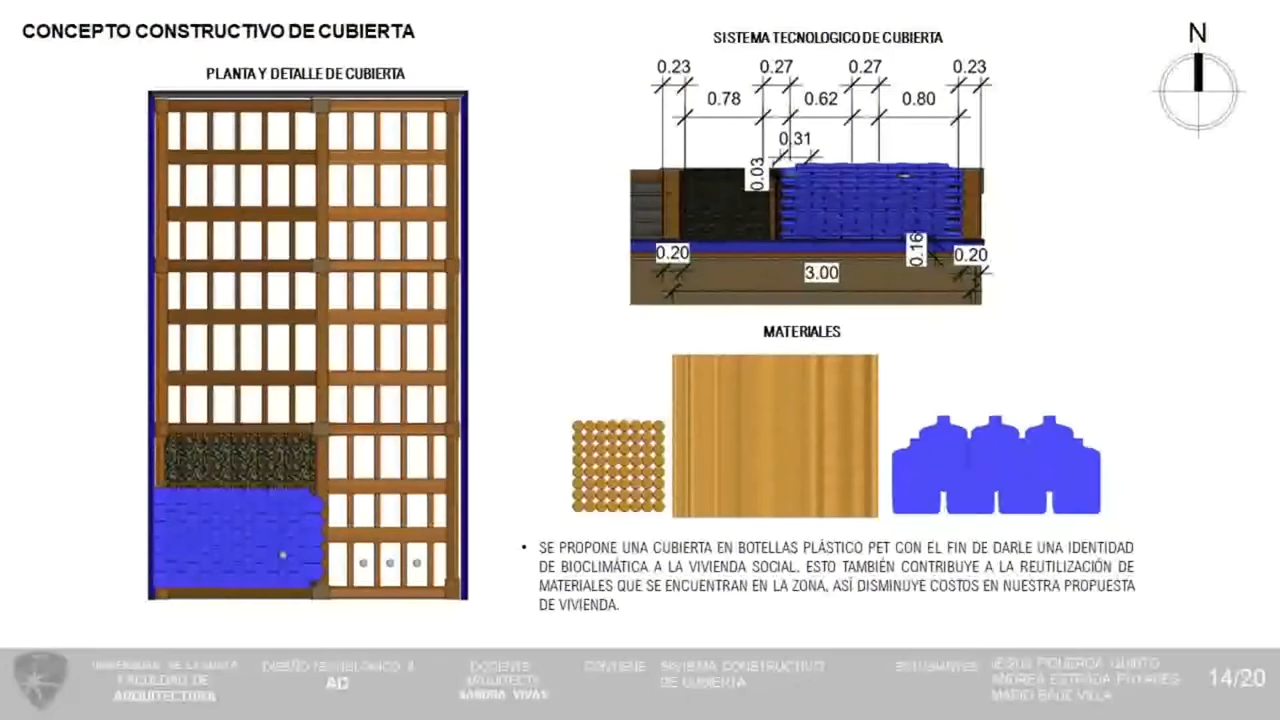 CONCEPTO CONSTRUCTIVO DE CUBIERTA
PLANTA Y DETALLE DE CUBIERTA
SISTEMA TECNOLOGICO DE CUBIERTA
N
0.23 0.27 0.27 0.23
0.78 0.62 0.80
0.31
0.03
0.16
0.20 0.20
3.00
MATERIALES
• SE PROPONE UNA CUBIERTA EN BOTELLAS PLÁSTICO PET CON EL FIN DE DARLE UNA IDENTIDAD
DE BIOCLIMÁTICA A LA VIVIENDA SOCIAL. ESTO TAMBIÉN CONTRIBUYE A LA REUTILIZACIÓN DE
MATERIALES QUE SE ENCUENTRAN EN LA ZONA, ASÍ DISMINUYE COSTOS EN NUESTRA PROPUESTA
DE VIVIENDA.
FACULTAD DE
ARQUITECTURA
AD
DOCENTE
SANDRA VIVAS
CONTIENE
SISTEMA CONSTRUCTIVO
DE CUBIERTA
ESTUDIANTES
14/20